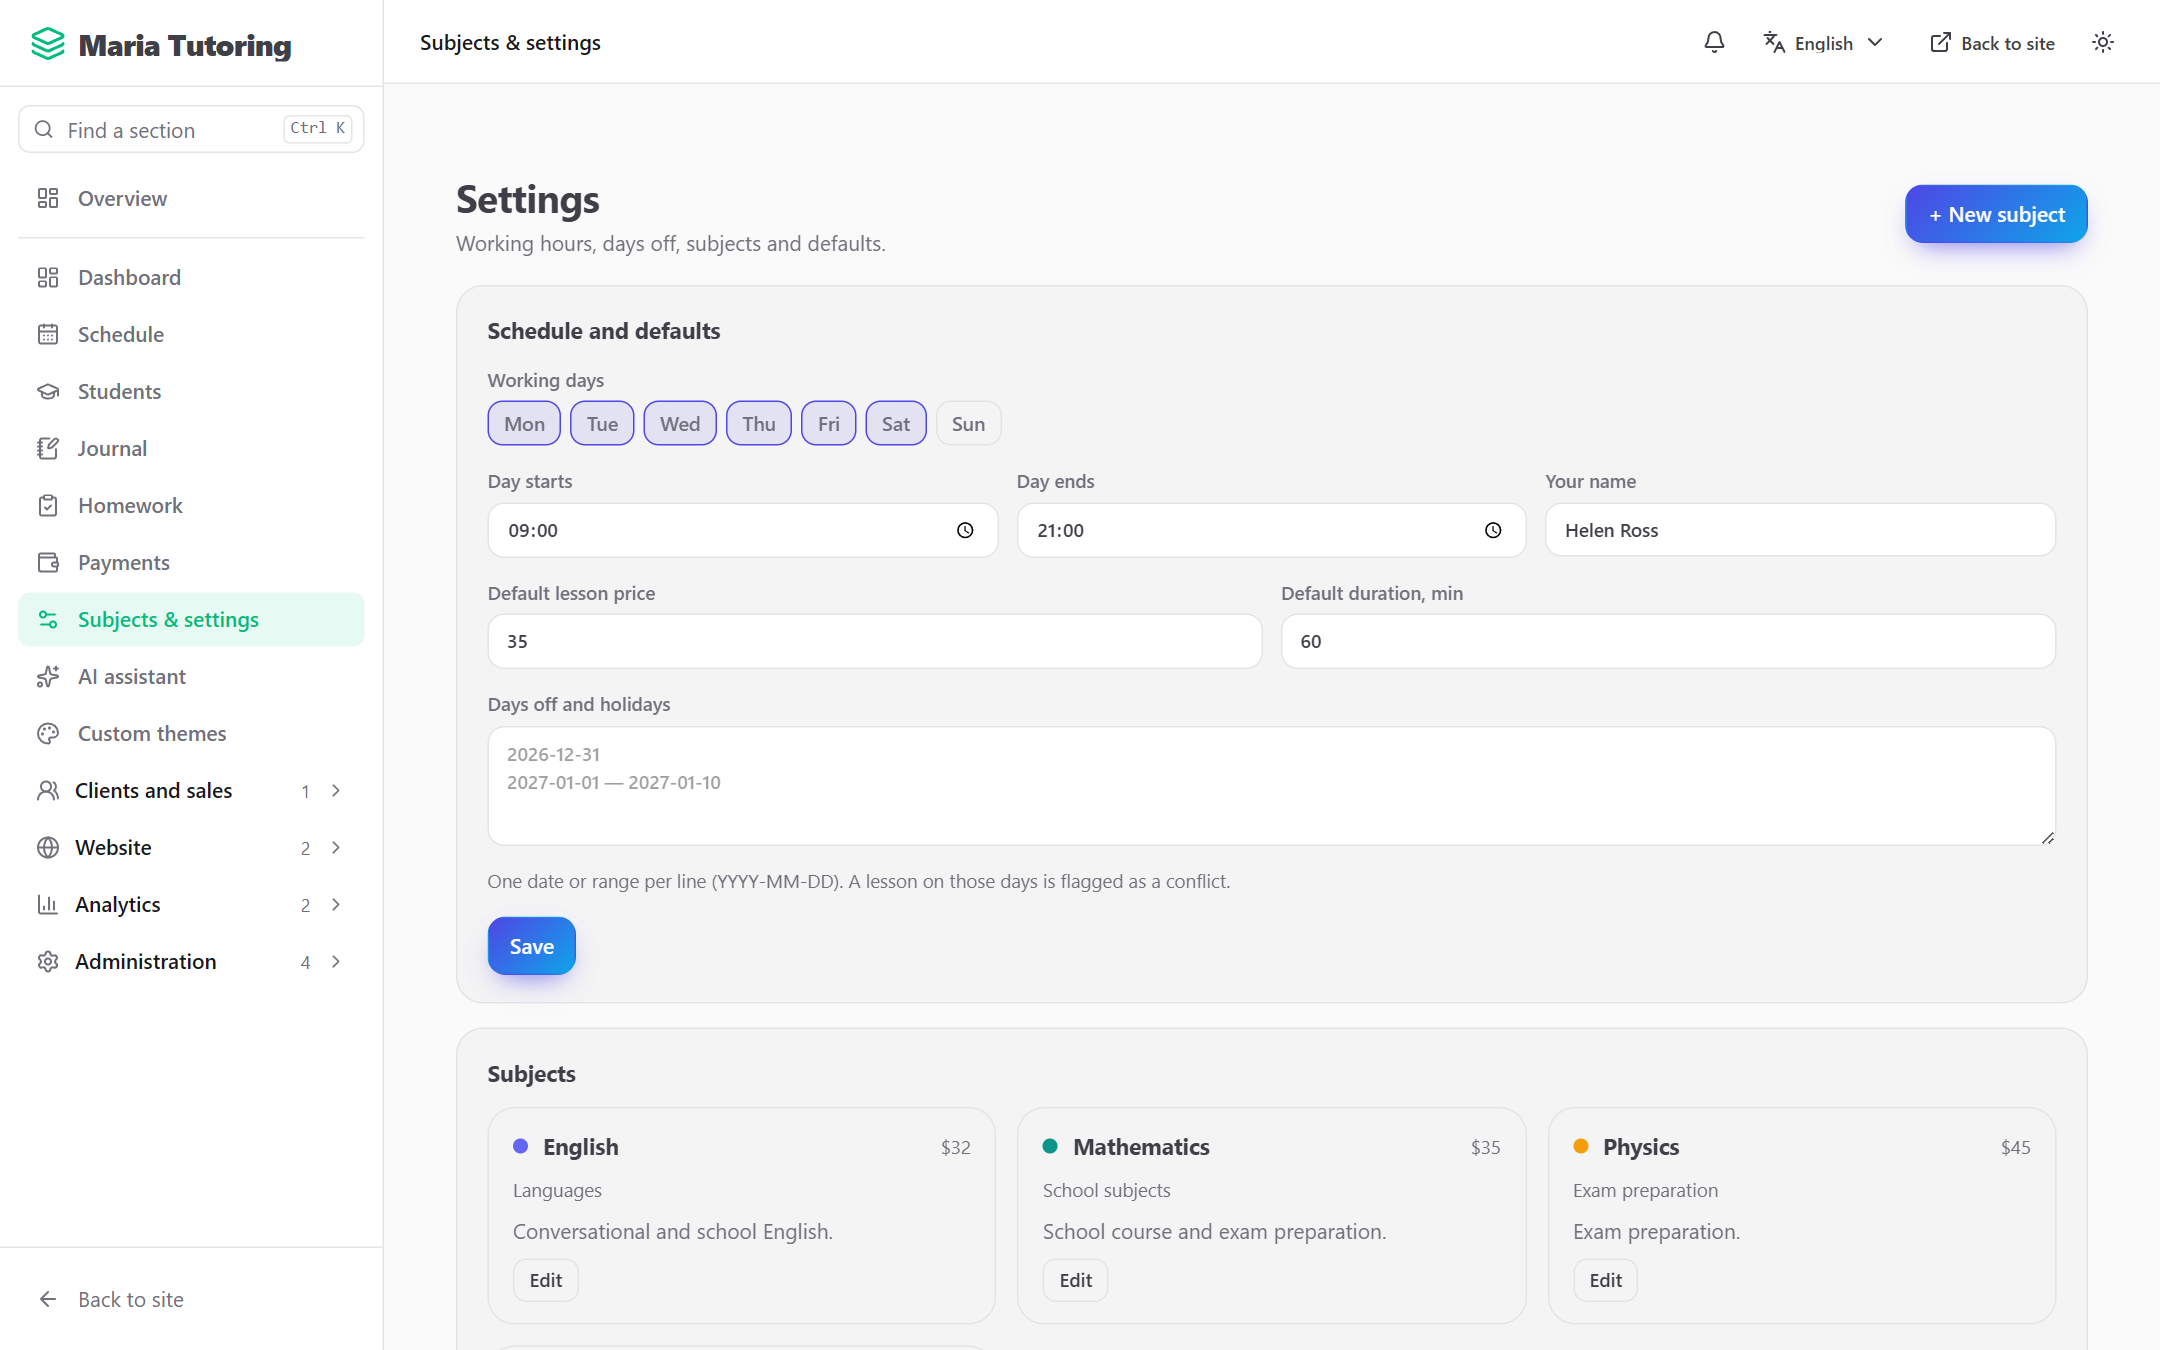 Maria Tutoring
Find a section
Ctrl K
Overview
Dashboard
Schedule
Students
Journal
Homework
Payments
Subjects & settings
AI assistant
Custom themes
Clients and sales 1
Website 2
Analytics 2
Administration 4
Back to site
Subjects & settings
English
Back to site
Settings
Working hours, days off, subjects and defaults.
+ New subject
Schedule and defaults
Working days
Mon Tue Wed Thu Fri Sat Sun
Day starts
09:00
Day ends
21:00
Your name
Helen Ross
Default lesson price
35
Default duration, min
60
Days off and holidays
2026-12-31
2027-01-01 — 2027-01-10
One date or range per line (YYYY-MM-DD). A lesson on those days is flagged as a conflict.
Save
Subjects
English $32
Languages
Conversational and school English.
Edit
Mathematics $35
School subjects
School course and exam preparation.
Edit
Physics $45
Exam preparation
Exam preparation.
Edit